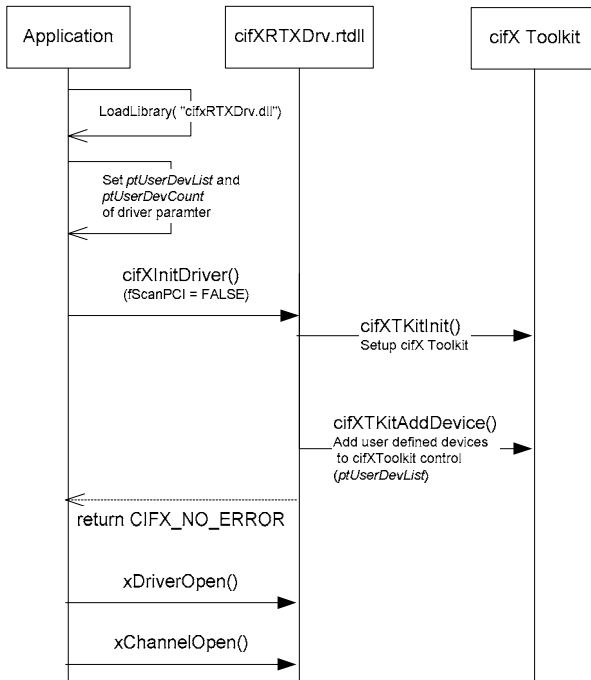 Application
cifXRTXDrv.rtdll
cifX Toolkit
LoadLibrary( "cifxRTXDrv.dll")
Set ptUserDevList and
ptUserDevCount
of driver paramter
cifXInitDriver()
(fScanPCI = FALSE)
cifXTKitInit()
Setup cifX Toolkit
cifXTKitAddDevice()
Add user defined devices
to cifXToolkit control
(ptUserDevList)
return CIFX_NO_ERROR
xDriverOpen()
xChannelOpen()